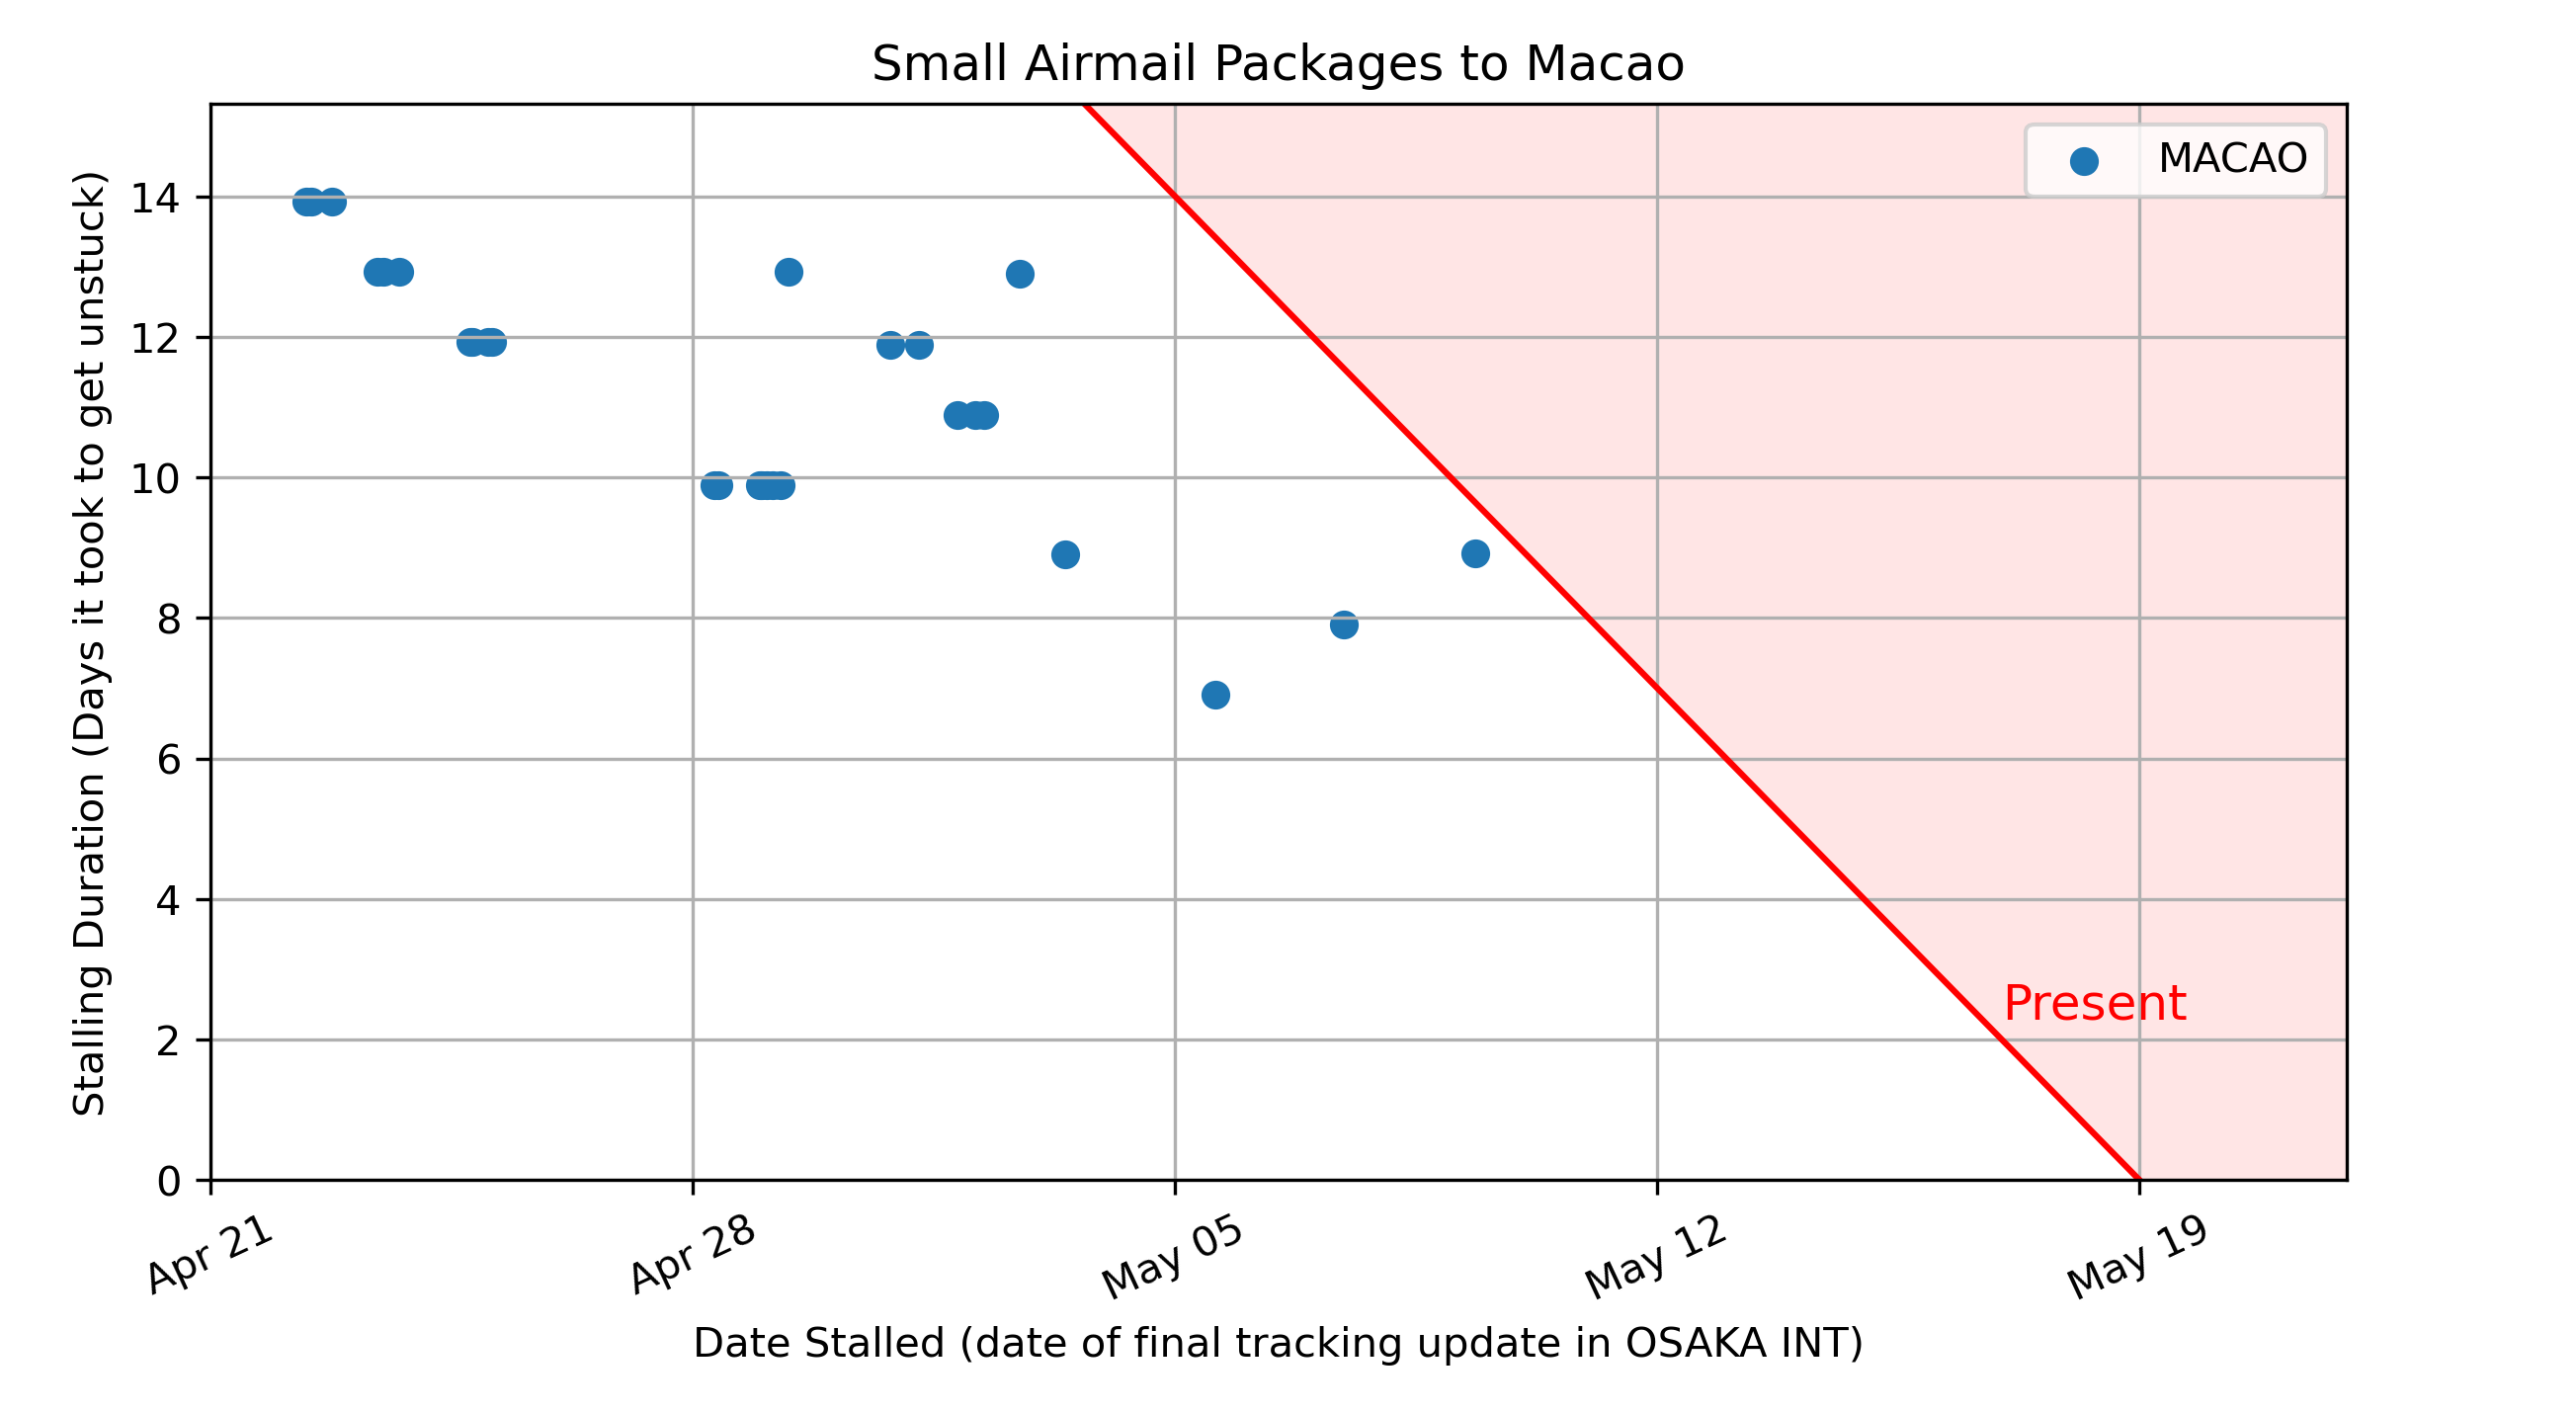 Small Airmail Packages to Macao
MACAO
Stalling Duration (Days it took to get unstuck)
14
12
10
8
6
4
2
0
Present
Apr 21
Apr 28
May 05
May 12
May 19
Date Stalled (date of final tracking update in OSAKA INT)